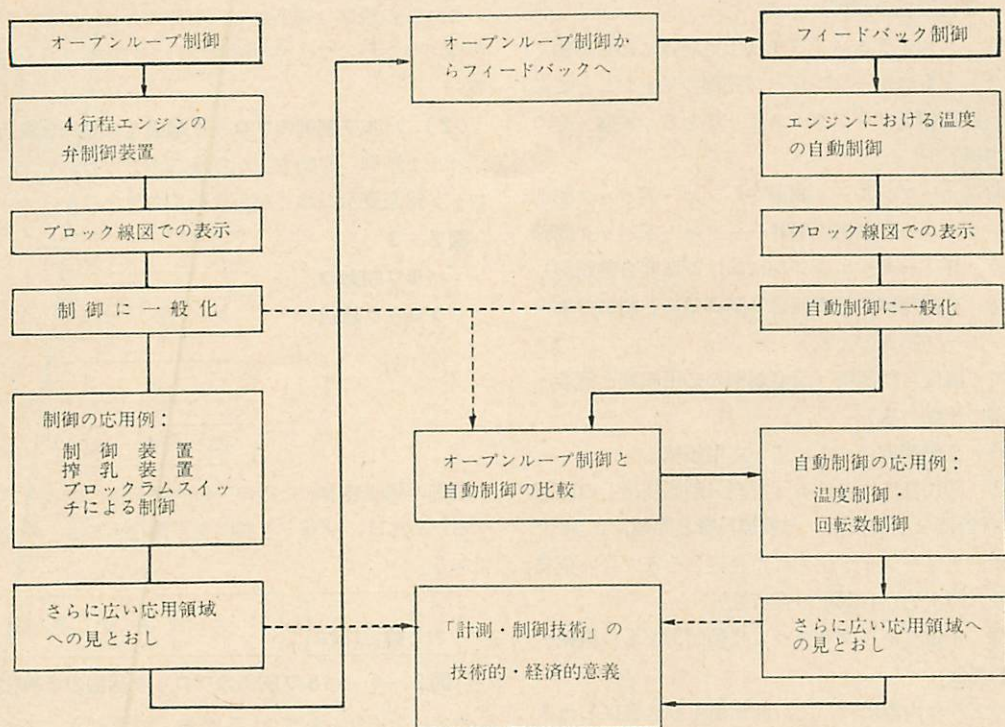 オープンループ制御
4行程エンジンの
弁制御装置
ブロック線図での表示
制御に一般化
制御の応用例：
制御装置
搾乳装置
ブロックラムスイッ
チによる制御
さらに広い応用領域
への見とおし
オープンループ制御か
らフィードバックへ
オープンループ制御と
自動制御の比較
「計測・制御技術」の
技術的・経済的意義
フィードバック制御
エンジンにおける温度
の自動制御
ブロック線図での表示
自動制御に一般化
自動制御の応用例：
温度制御・
回転数制御
さらに広い応用領域へ
の見とおし